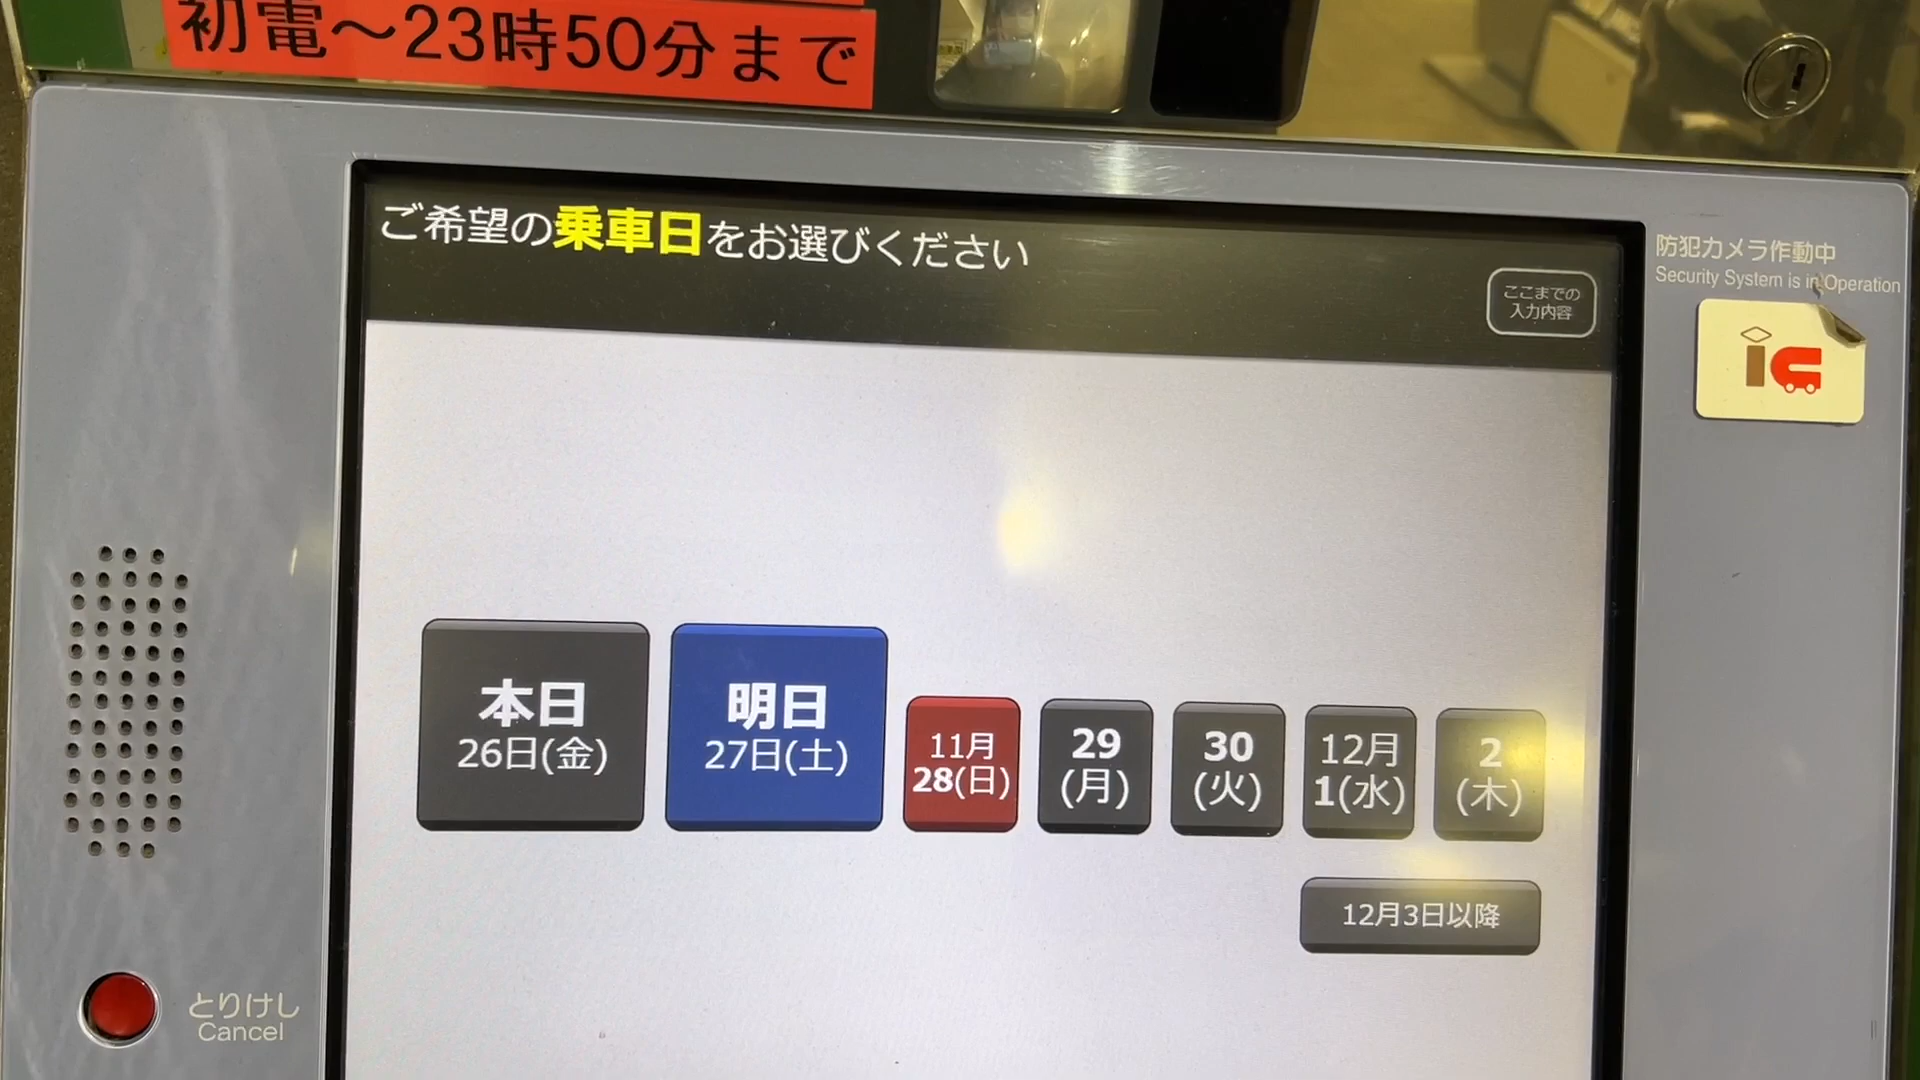 初電〜23時50分まで
ご希望の乗車日をお選びください
ここまでの
入力内容
防犯カメラ作動中
Security System is in Operation
本日
26日(金)
明日
27日(土)
11月
28(日)
29
(月)
30
(火)
12月
1(水)
2
(木)
12月3日以降
とりけし
Cancel